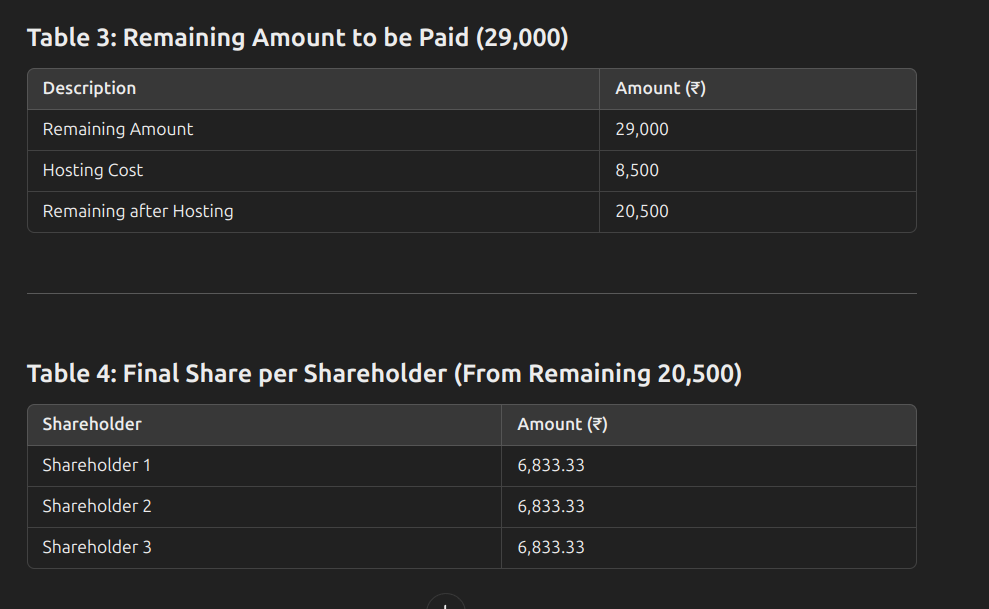 Table 3: Remaining Amount to be Paid (29,000)
Description Amount (₹)
Remaining Amount 29,000
Hosting Cost 8,500
Remaining after Hosting 20,500
Table 4: Final Share per Shareholder (From Remaining 20,500)
Shareholder Amount (₹)
Shareholder 1 6,833.33
Shareholder 2 6,833.33
Shareholder 3 6,833.33